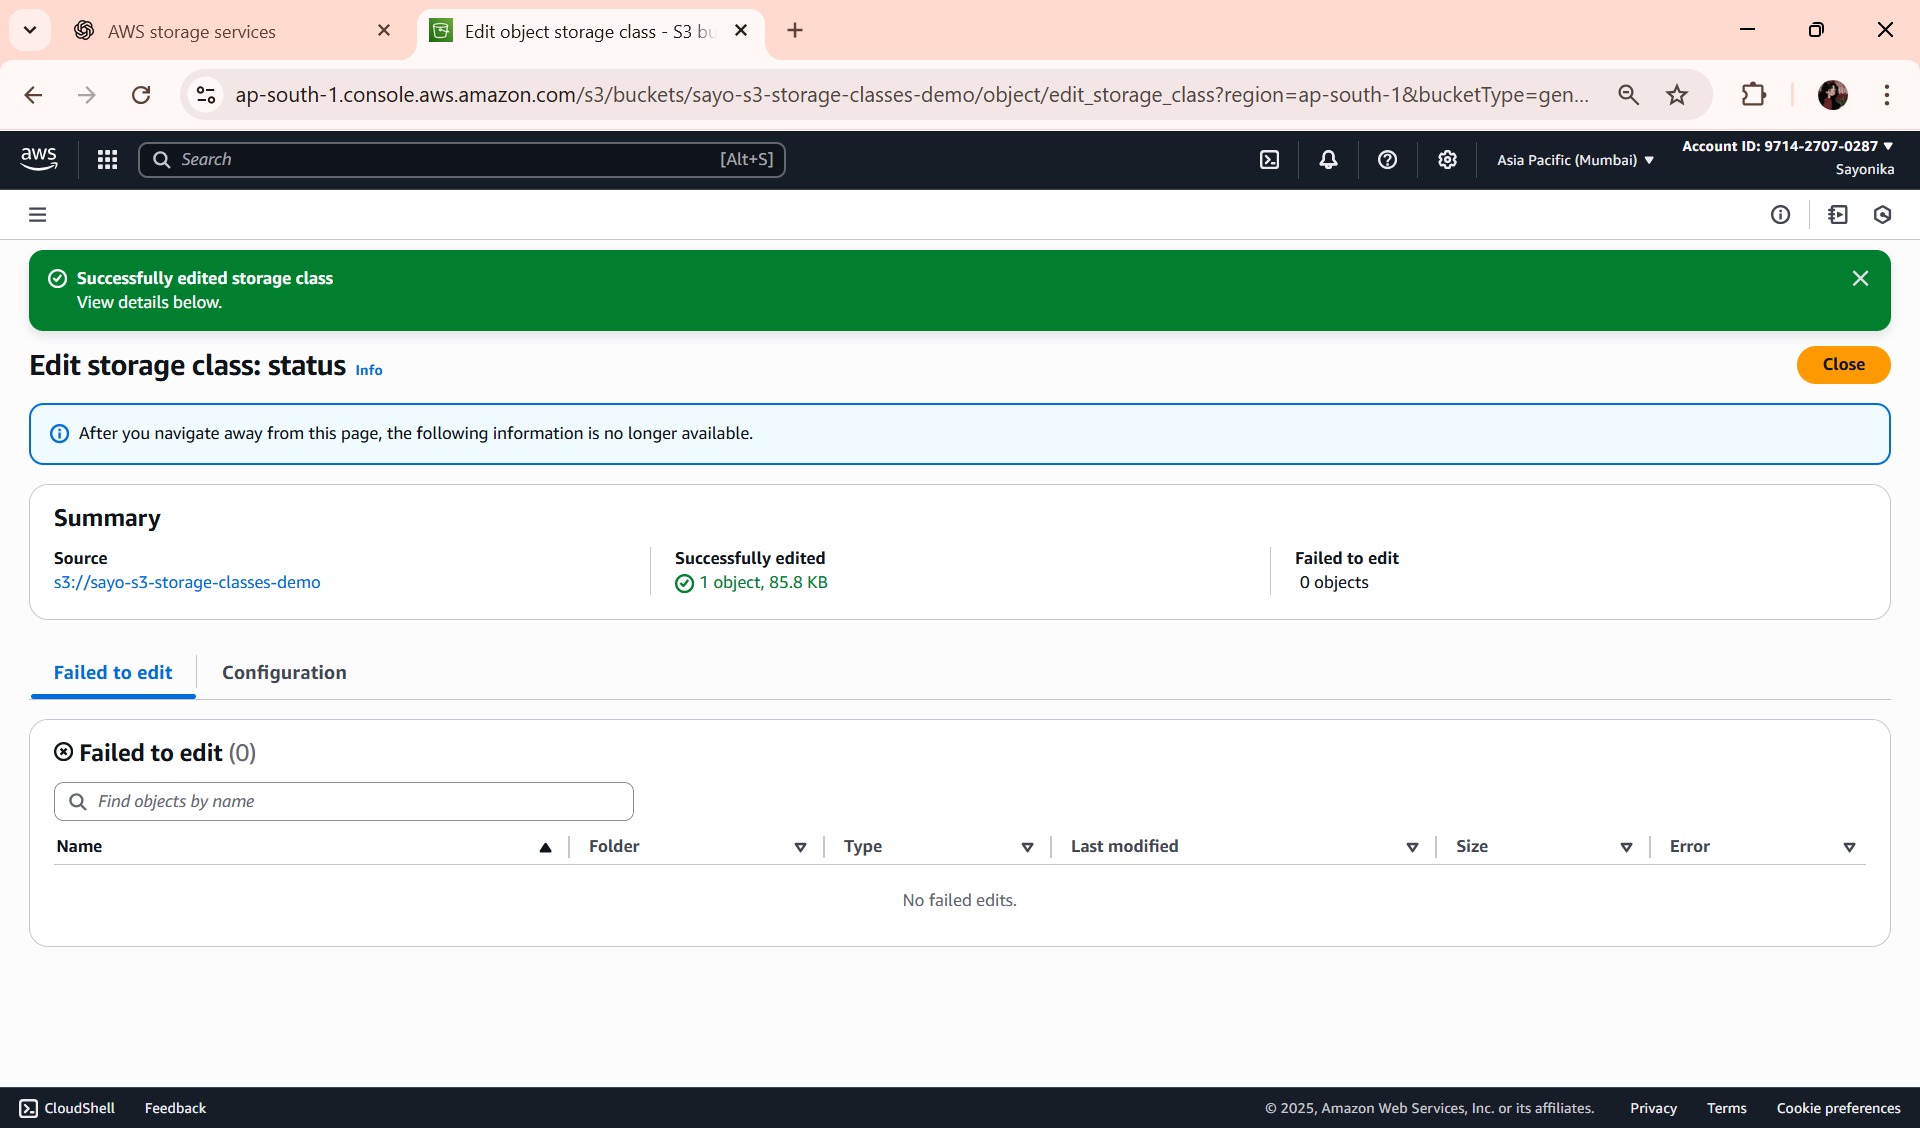 AWS storage services
Edit object storage class - S3 bu
ap-south-1.console.aws.amazon.com/s3/buckets/sayo-s3-storage-classes-demo/object/edit_storage_class?region=ap-south-1&bucketType=gen...
aws
Search [Alt+S]
Asia Pacific (Mumbai)
Account ID: 9714-2707-0287
Sayonika
Successfully edited storage class
View details below.
Edit storage class: status Info
Close
After you navigate away from this page, the following information is no longer available.
Summary
Source
s3://sayo-s3-storage-classes-demo
Successfully edited
1 object, 85.8 KB
Failed to edit
0 objects
Failed to edit
Configuration
Failed to edit (0)
Find objects by name
Name Folder Type Last modified Size Error
No failed edits.
CloudShell Feedback © 2025, Amazon Web Services, Inc. or its affiliates. Privacy Terms Cookie preferences